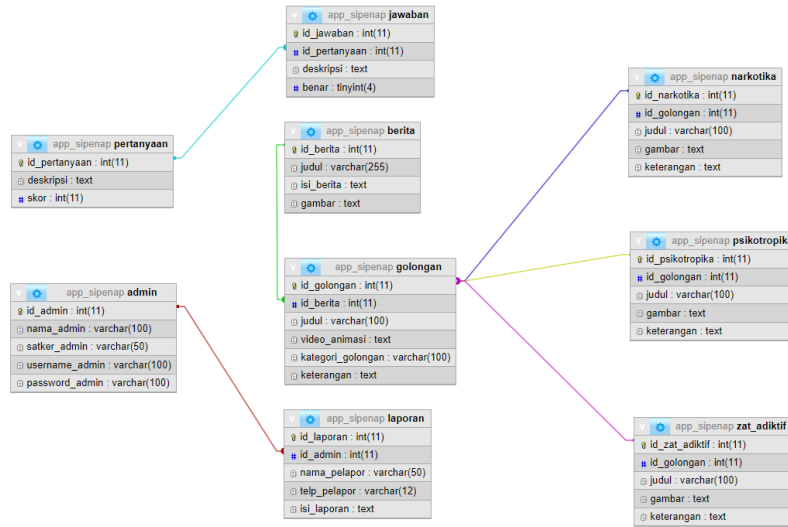 app_sipenap jawaban
id_jawaban : int(11)
# id_pertanyaan : int(11)
deskripsi : text
# benar : tinyint(4)
app_sipenap pertanyaan
id_pertanyaan : int(11)
deskripsi : text
# skor : int(11)
app_sipenap berita
id_berita : int(11)
judul : varchar(255)
isi_berita : text
gambar : text
app_sipenap narkotika
id_narkotika : int(11)
# id_golongan : int(11)
judul : varchar(100)
gambar : text
keterangan : text
app_sipenap golongan
id_golongan : int(11)
# id_berita : int(11)
judul : varchar(100)
video_animasi : text
kategori_golongan : varchar(100)
keterangan : text
app_sipenap psikotropika
id_psikotropika : int(11)
# id_golongan : int(11)
judul : varchar(100)
gambar : text
keterangan : text
app_sipenap admin
id_admin : int(11)
nama_admin : varchar(100)
satker_admin : varchar(50)
username_admin : varchar(100)
password_admin : varchar(100)
app_sipenap laporan
id_laporan : int(11)
# id_admin : int(11)
nama_pelapor : varchar(50)
telp_pelapor : varchar(12)
isi_laporan : text
app_sipenap zat_adiktif
id_zat_adiktif : int(11)
# id_golongan : int(11)
judul : varchar(100)
gambar : text
keterangan : text